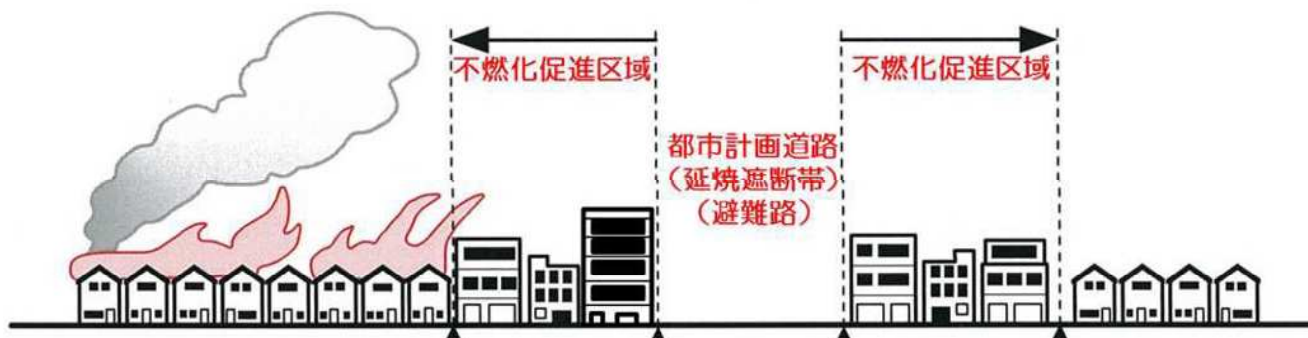 不燃化促進区域
不燃化促進区域
都市計画道路
（延焼遮断帯）
（避難路）